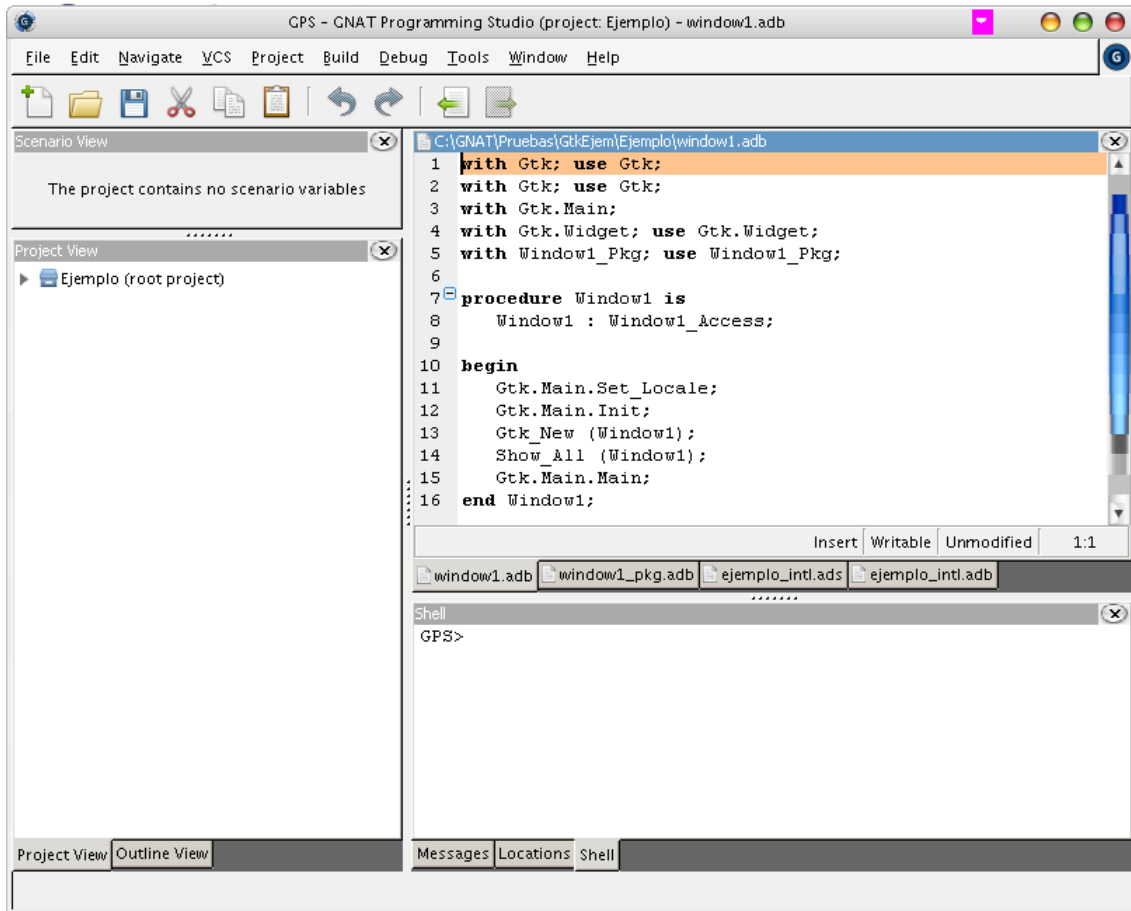 GPS - GNAT Programming Studio (project: Ejemplo) - window1.adb
File Edit Navigate VCS Project Build Debug Tools Window Help
G
Scenario View
The project contains no scenario variables
Project View
Ejemplo (root project)
Project View Outline View
C:\GNAT\Pruebas\GtkEjem\Ejemplo\window1.adb
1 with Gtk; use Gtk;
2 with Gtk; use Gtk;
3 with Gtk.Main;
4 with Gtk.Widget; use Gtk.Widget;
5 with Window1_Pkg; use Window1_Pkg;
6
7 procedure Window1 is
8 Window1 : Window1_Access;
9
10 begin
11 Gtk.Main.Set_Locale;
12 Gtk.Main.Init;
13 Gtk_New (Window1);
14 Show_All (Window1);
15 Gtk.Main.Main;
16 end Window1;
Insert Writable Unmodified 1:1
window1.adb window1_pkg.adb ejemplo_intl.ads ejemplo_intl.adb
Shell
GPS>
Messages Locations Shell